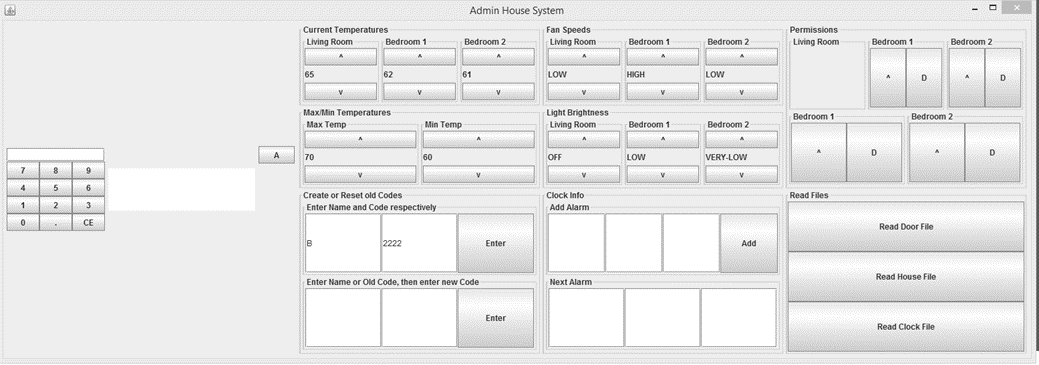 Admin House System
7 8 9
4 5 6
1 2 3
0 . CE
A
Current Temperatures
Living Room Bedroom 1 Bedroom 2
^ ^ ^
65 62 61
v v v
Max/Min Temperatures
Max Temp Min Temp
^ ^
70 60
v v
Create or Reset old Codes
Enter Name and Code respectively
B 2222 Enter
Enter Name or Old Code, then enter new Code
Enter
Fan Speeds
Living Room Bedroom 1 Bedroom 2
^ ^ ^
LOW HIGH LOW
v v v
Light Brightness
Living Room Bedroom 1 Bedroom 2
^ ^ ^
OFF LOW VERY-LOW
v v v
Clock Info
Add Alarm
Add
Next Alarm
Permissions
Living Room Bedroom 1 Bedroom 2
^ D ^ D
Bedroom 1 Bedroom 2
^ D ^ D
Read Files
Read Door File
Read House File
Read Clock File